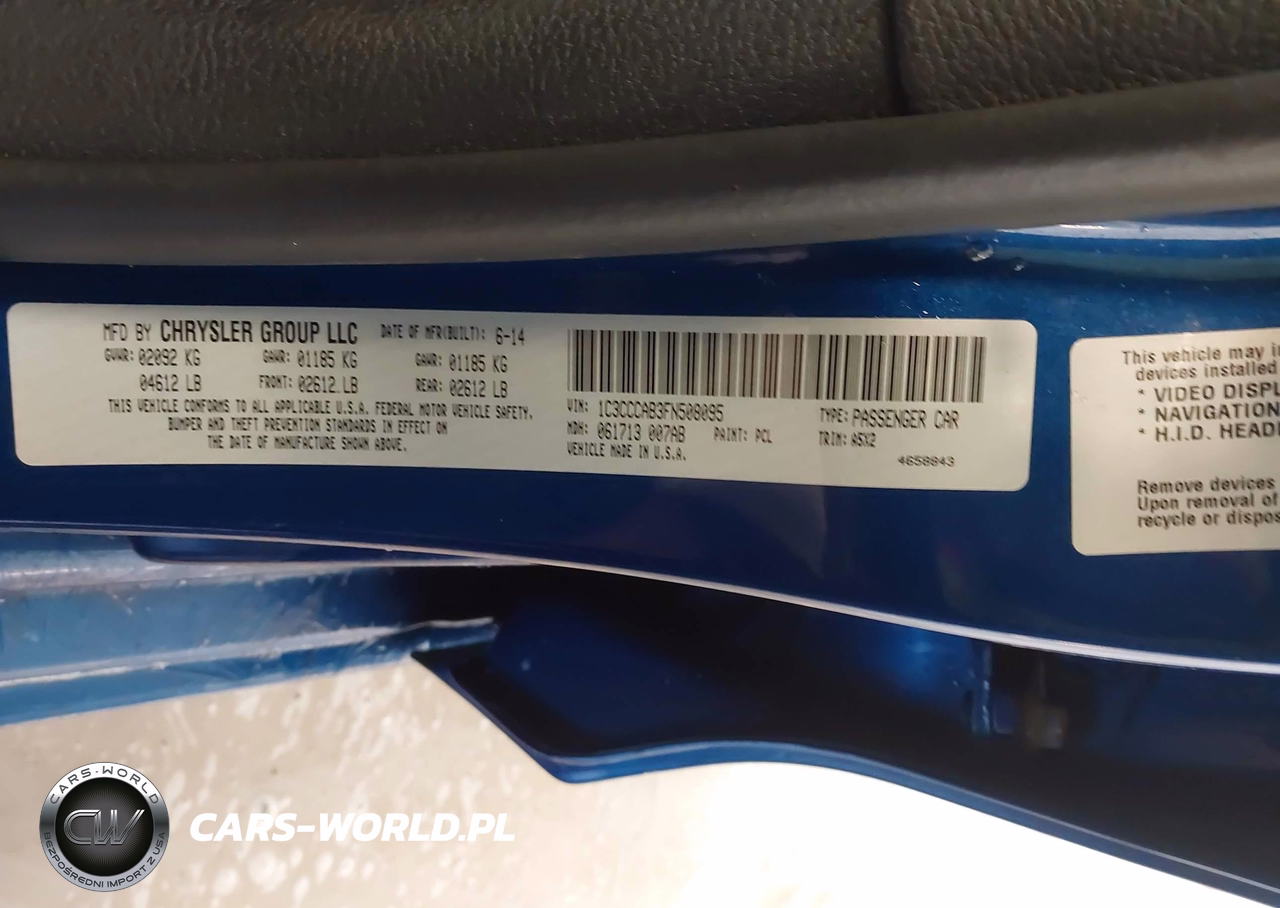 MFD BY CHRYSLER GROUP LLC DATE OF MFR(BUILT): 6-14
GVWR: 02092 KG GAWR: 01185 KG GAWR: 01185 KG
04612 LB FRONT: 02612 LB REAR: 02612 LB
THIS VEHICLE CONFORMS TO ALL APPLICABLE U.S.A. FEDERAL MOTOR VEHICLE SAFETY,
BUMPER AND THEFT PREVENTION STANDARDS IN EFFECT ON
THE DATE OF MANUFACTURE SHOWN ABOVE.
VIN: 1C3CCCAB3FN508095 TYPE: PASSENGER CAR
MDH: 061713 007AB PAINT: PCL TRIM: A5X2
VEHICLE MADE IN U.S.A.
4658843
This vehicle may
devices installed
* VIDEO
* NAVIGATION
* H.I.D.
Remove devices
Upon removal of
recycle or
CARS-WORLD
CW
BEZPOŚREDNI IMPORT Z USA
CARS-WORLD.PL